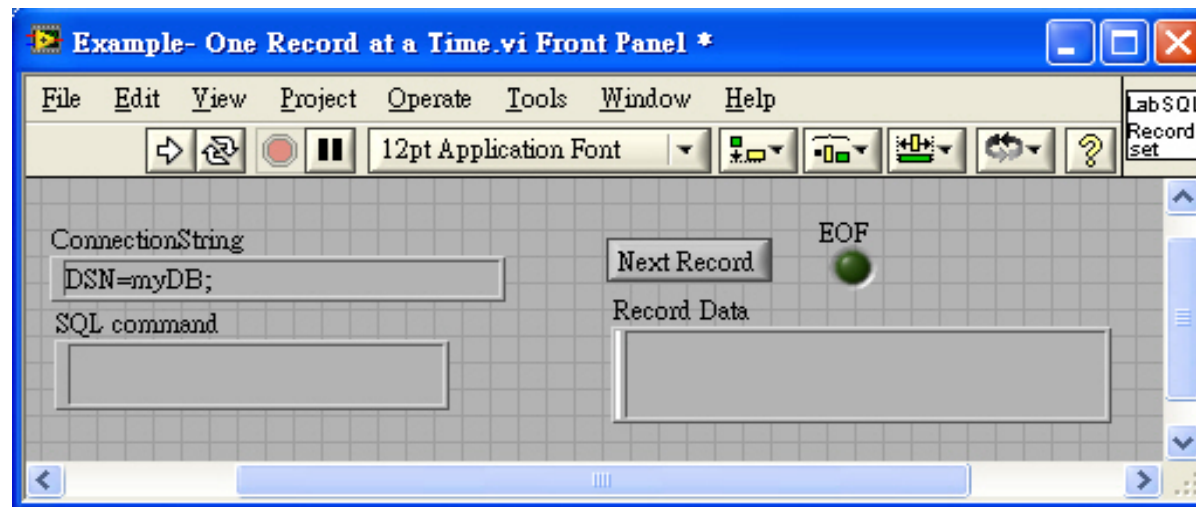 Example- One Record at a Time.vi Front Panel *
File Edit View Project Operate Tools Window Help
LabSQL
Record
set
12pt Application Font
?
ConnectionString
DSN=myDB;
SQL command
Next Record
EOF
Record Data